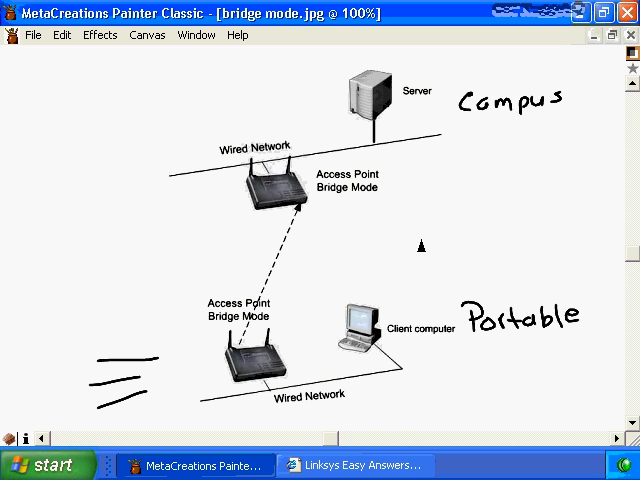 MetaCreations Painter Classic - [bridge mode.jpg @ 100%]
File Edit Effects Canvas Window Help
Server
Campus
Wired Network
Access Point
Bridge Mode
Access Point
Bridge Mode
Client computer
Portable
Wired Network
start
MetaCreations Painte...
Linksys Easy Answers...